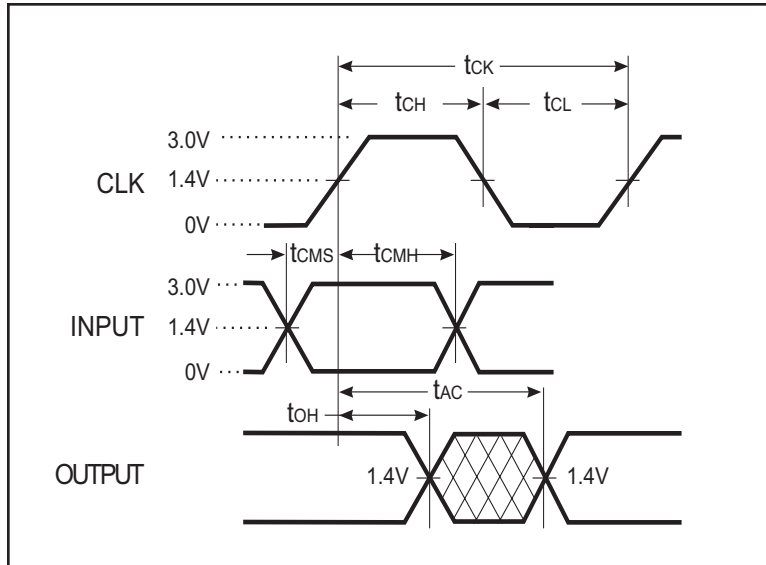 tCK
tCH tCL
3.0V
CLK 1.4V
0V
tCMS tCMH
3.0V
INPUT 1.4V
0V
tAC
tOH
OUTPUT 1.4V 1.4V